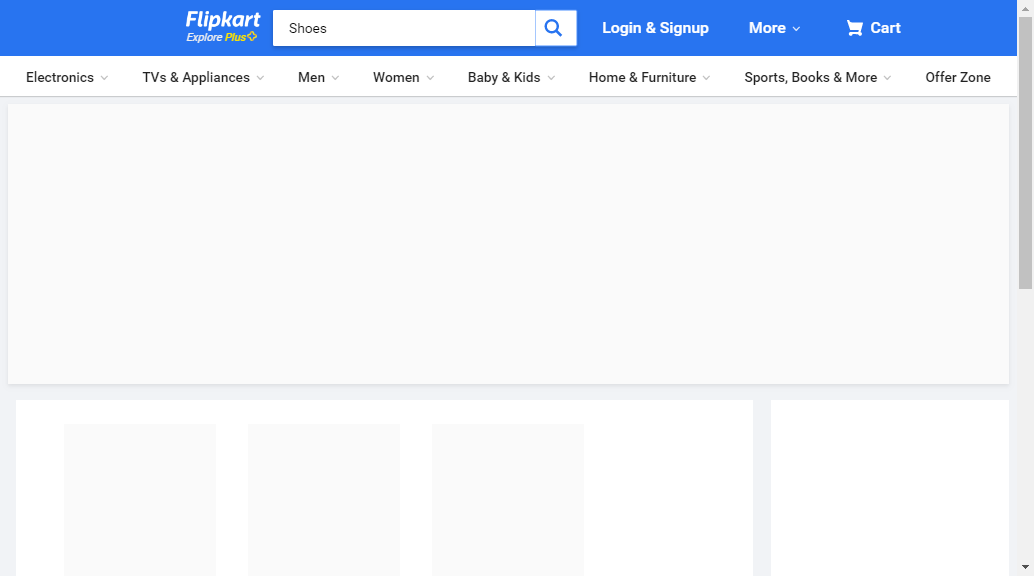 Flipkart
Explore Plus
Shoes
Login & Signup
More
Cart
Electronics
TVs & Appliances
Men
Women
Baby & Kids
Home & Furniture
Sports, Books & More
Offer Zone